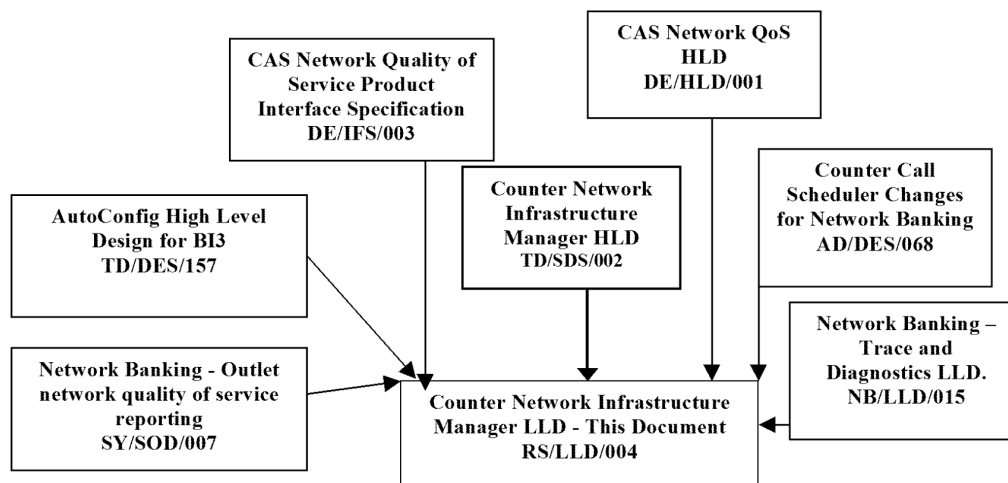 CAS Network Quality of
Service Product
Interface Specification
DE/IFS/003
CAS Network QoS
HLD
DE/HLD/001
AutoConfig High Level
Design for BI3
TD/DES/157
Counter Network
Infrastructure
Manager HLD
TD/SDS/002
Counter Call
Scheduler Changes
for Network Banking
AD/DES/068
Network Banking - Outlet
network quality of service
reporting
SY/SOD/007
Counter Network Infrastructure
Manager LLD - This Document
RS/LLD/004
Network Banking –
Trace and
Diagnostics LLD.
NB/LLD/015